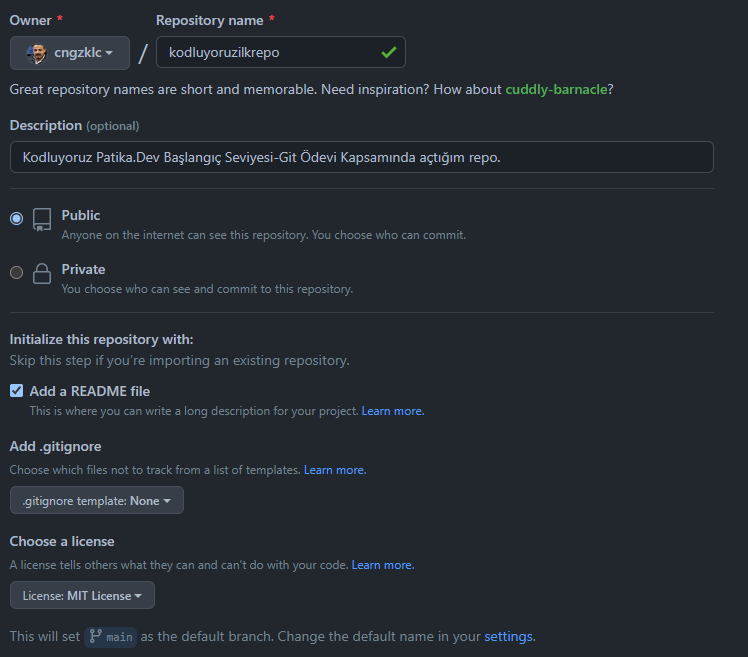 Owner * Repository name *
cngzklc / kodluyoruzilkrepo
Great repository names are short and memorable. Need inspiration? How about cuddly-barnacle?
Description (optional)
Kodluyoruz Patika.Dev Başlangıç Seviyesi-Git Ödevi Kapsamında açtığım repo.
Public
Anyone on the internet can see this repository. You choose who can commit.
Private
You choose who can see and commit to this repository.
Initialize this repository with:
Skip this step if you're importing an existing repository.
Add a README file
This is where you can write a long description for your project. Learn more.
Add .gitignore
Choose which files not to track from a list of templates. Learn more.
.gitignore template: None
Choose a license
A license tells others what they can and can't do with your code. Learn more.
License: MIT License
This will set main as the default branch. Change the default name in your settings.